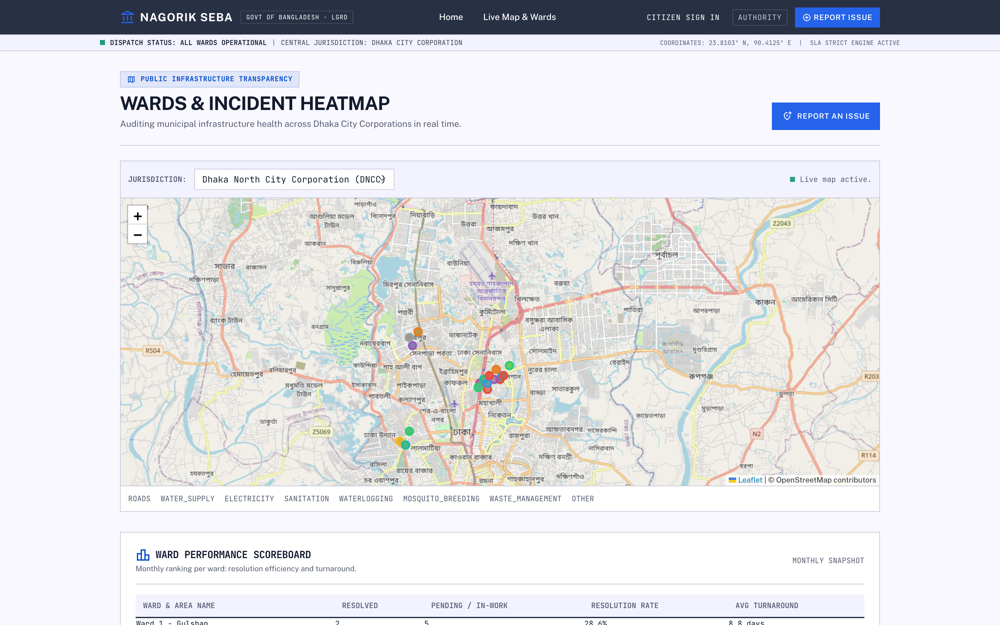 NAGORIK SEBA
GOVT OF BANGLADESH · LGRD
Home
Live Map & Wards
CITIZEN SIGN IN
AUTHORITY
REPORT ISSUE
DISPATCH STATUS: ALL WARDS OPERATIONAL | CENTRAL JURISDICTION: DHAKA CITY CORPORATION
COORDINATES: 23.8103° N, 90.4125° E | SLA STRICT ENGINE ACTIVE
PUBLIC INFRASTRUCTURE TRANSPARENCY
WARDS & INCIDENT HEATMAP
Auditing municipal infrastructure health across Dhaka City Corporations in real time.
REPORT AN ISSUE
JURISDICTION:
Dhaka North City Corporation (DNCC)
Live map active.
+
−
পাড়াগাঁও
ফায়দাবাদ
আশুলিয়া মডেল
টাউন
বিনোদপুর
দিয়াবাড়ি
উত্তরা
উত্তর খান
আজমপুর
Z2043
আকরান
দক্ষিণ খান
পূর্বাচল
সাভার
রাজাসন
বিরুলিয়া
বাউনিয়া
ঢাকা জেলা
দক্ষিণপাড়া
সাদুল্লাপুর
মিরপুর সেনানিবাস
হযরত শাহজালাল
আন্তর্জাতিক
বিমানবন্দর
বরুয়া
খিলক্ষেত
কাঞ্চন
আমেরিকান সিটি
মানিকগঞ্জ জেলা
পল্লবী
কুর্মিটোলা
পাতিরা
আগরপাড়া
ব্যাংক টাউন
বনগ্রাম
বসুন্ধরা আবাসিক
এলাকা
ভাষানটেক
রপুর
নবাবেরবাগ
জলসিঁড়ি
আবাসন
মুশুরিগ্রাম
R504
সেনপাড়া পর্বতা
ঢাকা সেনানিবাস
সোলমাইদ
কাউন্দিয়া
শাহ আলী বাগ
ইব্রাহিমপুর
নুরের চালা
বেরাইদ
বলিয়ারপুর
হেমায়েতপুর
শান
রূপগঞ্জ
R203
মধুমতি মডেল
টাউন
ইসাকাবাদ
পাইকপাড়া
কাফরুল
বাড্ডা
সাতারকুল
ভুলতা
গাবতলী
কল্যাণপুর
মহাখালী
মুড়াপাড়া
শের-এ-বাংলা
নগর
নিকেতন
কায়েতপাড়া
সাভার উপজেলা
ভাকুর্তা
Z5069
ঢাকা উদ্যান
ঢাকা
রামপুরা
আফতাবনগর
দাসেরকান্দি
ঢাকা জেলা
N2
লালমাটিয়া
নাসিরাবাদ
কাওরান বাজার
দক্ষিণ বনশ্রী
R114
বসিলা
বরপা
হযরতপুর
রায়ের বাজার
চর ওয়াশপুর
রমনা
শাহজাহানপুর
দক্ষিণগাঁও
Leaflet | © OpenStreetMap contributors
ROADS WATER_SUPPLY ELECTRICITY SANITATION WATERLOGGING MOSQUITO_BREEDING WASTE_MANAGEMENT OTHER
WARD PERFORMANCE SCOREBOARD
Monthly ranking per ward: resolution efficiency and turnaround.
MONTHLY SNAPSHOT
WARD & AREA NAME RESOLVED PENDING / IN-WORK RESOLUTION RATE AVG TURNAROUND
Ward 1 - Gulshan 2 5 28.6% 8.8 days